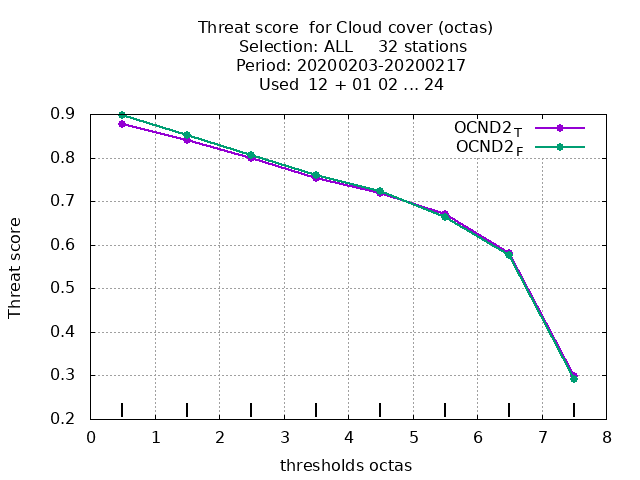 Threat score  for Cloud cover (octas)
Selection: ALL     32 stations
Period: 20200203-20200217
Used  12 + 01 02 ... 24
0.9
0.8
0.7
0.6
0.5
0.4
0.3
0.2
Threat score
OCND2T
OCND2F
0 1 2 3 4 5 6 7 8
thresholds octas